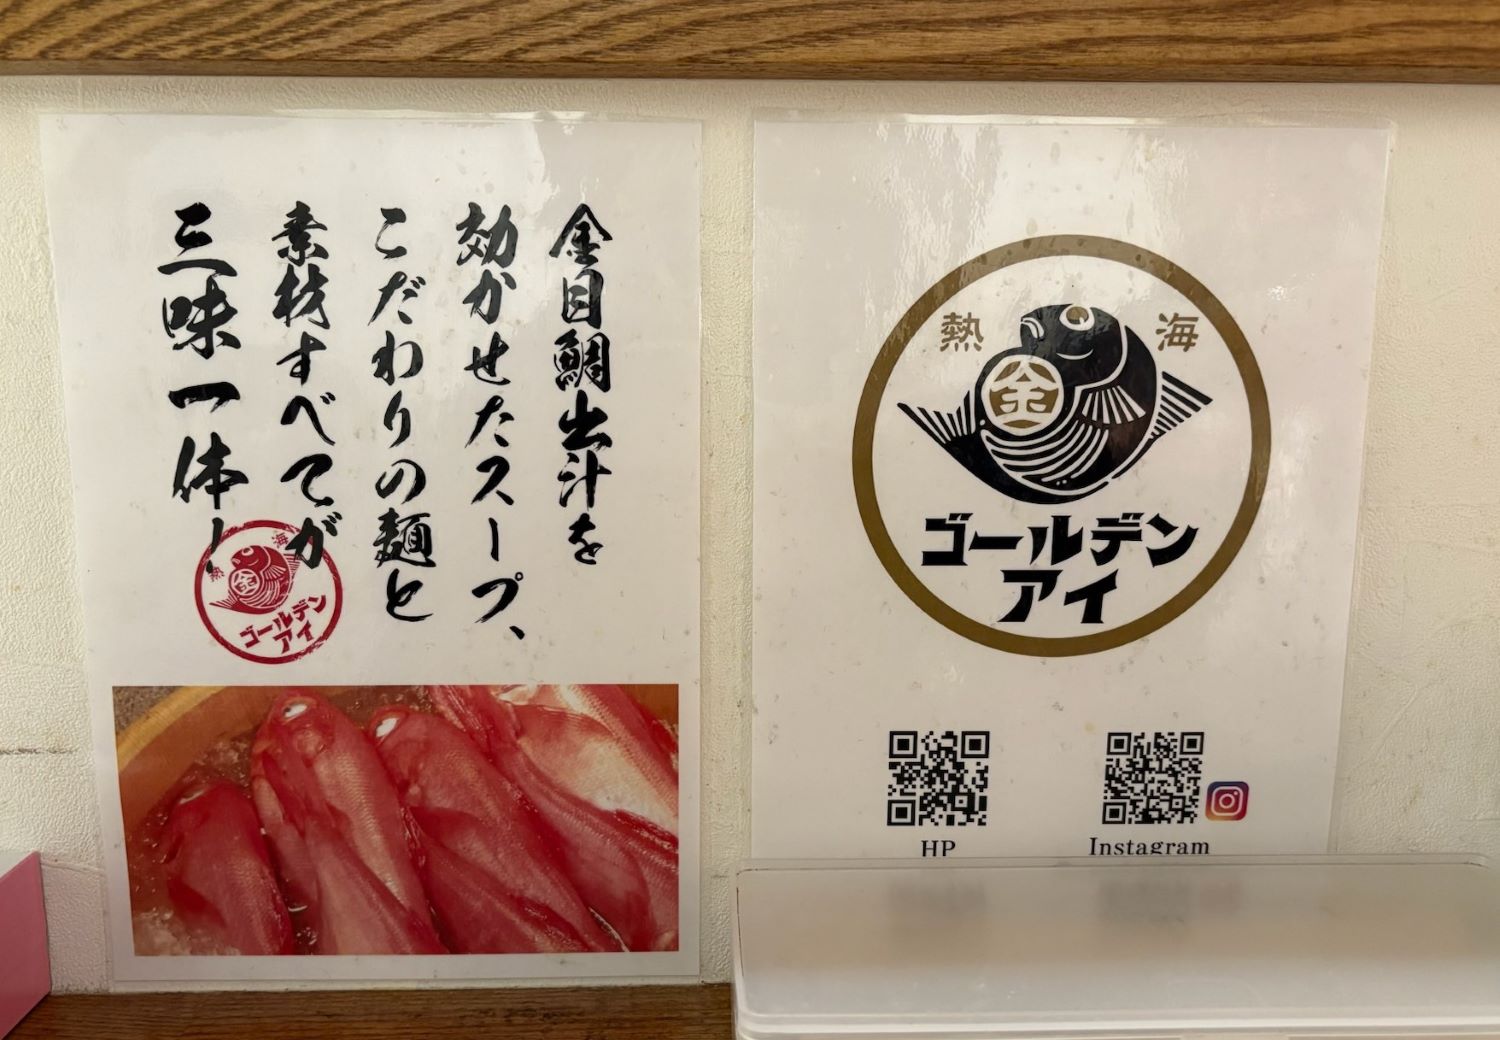 金目鯛出汁を
効かせたスープ、
こだわりの麺と
素材すべてが
三味一体！
熱海
金
ゴールデン
アイ
熱海
金
ゴールデン
アイ
HP
Instagram